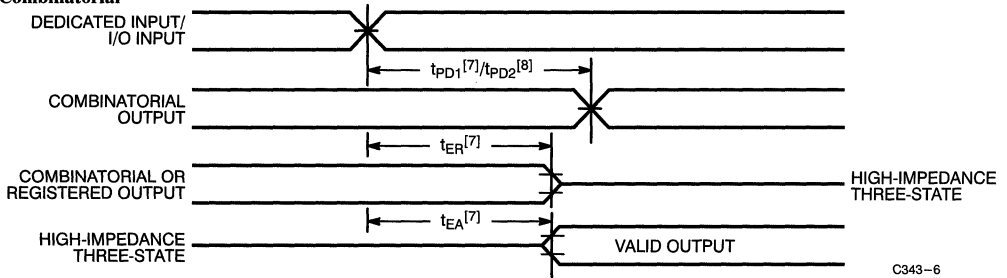 Combinatorial
DEDICATED INPUT/
I/O INPUT
tPD1[7]/tPD2[8]
COMBINATORIAL
OUTPUT
tER[7]
COMBINATORIAL OR
REGISTERED OUTPUT
HIGH-IMPEDANCE
THREE-STATE
tEA[7]
HIGH-IMPEDANCE
THREE-STATE
VALID OUTPUT
C343–6